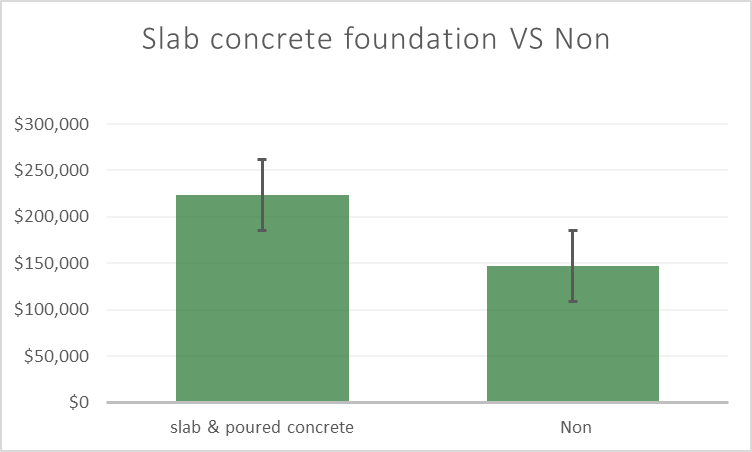 Slab concrete foundation VS Non
$300,000
$250,000
$200,000
$150,000
$100,000
$50,000
$0
slab & poured concrete
Non